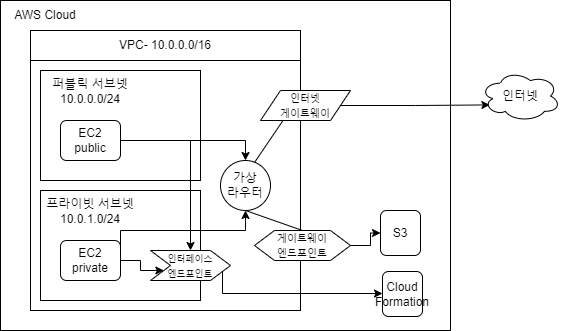 AWS Cloud
VPC- 10.0.0.0/16
퍼블릭 서브넷
10.0.0.0/24
EC2
public
인터넷
게이트웨이
인터넷
가상
라우터
프라이빗 서브넷
10.0.1.0/24
EC2
private
인터페이스
엔드포인트
게이트웨이
엔드포인트
S3
Cloud
Formation